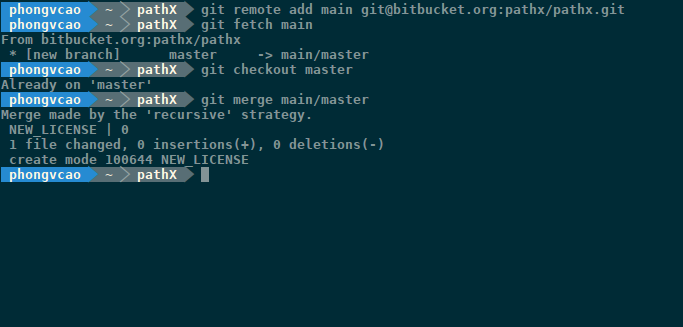 phongvcao ~ pathX git remote add main git@bitbucket.org:pathx/pathx.git
phongvcao ~ pathX git fetch main
From bitbucket.org:pathx/pathx
 * [new branch]      master     -> main/master
phongvcao ~ pathX git checkout master
Already on 'master'
phongvcao ~ pathX git merge main/master
Merge made by the 'recursive' strategy.
 NEW_LICENSE | 0
 1 file changed, 0 insertions(+), 0 deletions(-)
 create mode 100644 NEW_LICENSE
phongvcao ~ pathX